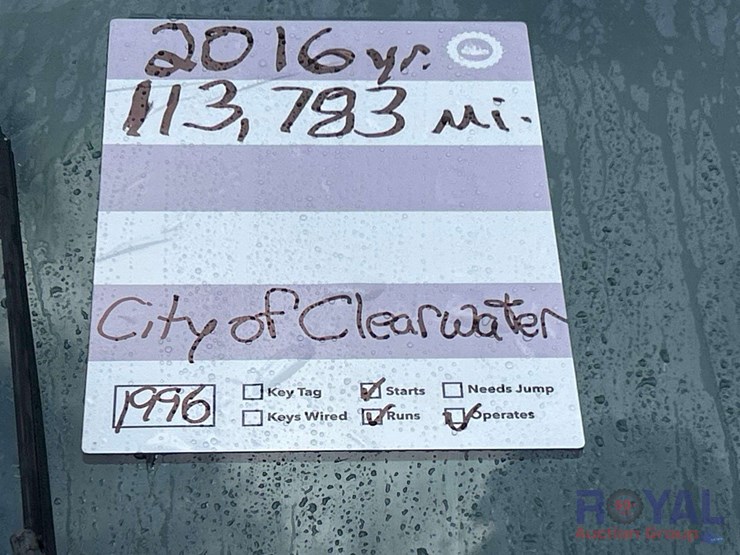 2016 yr.
113,783 mi.
City of Clearwater
1996
Key Tag
Starts
Needs Jump
Keys Wired
Runs
Operates
ROYAL
Auction Group